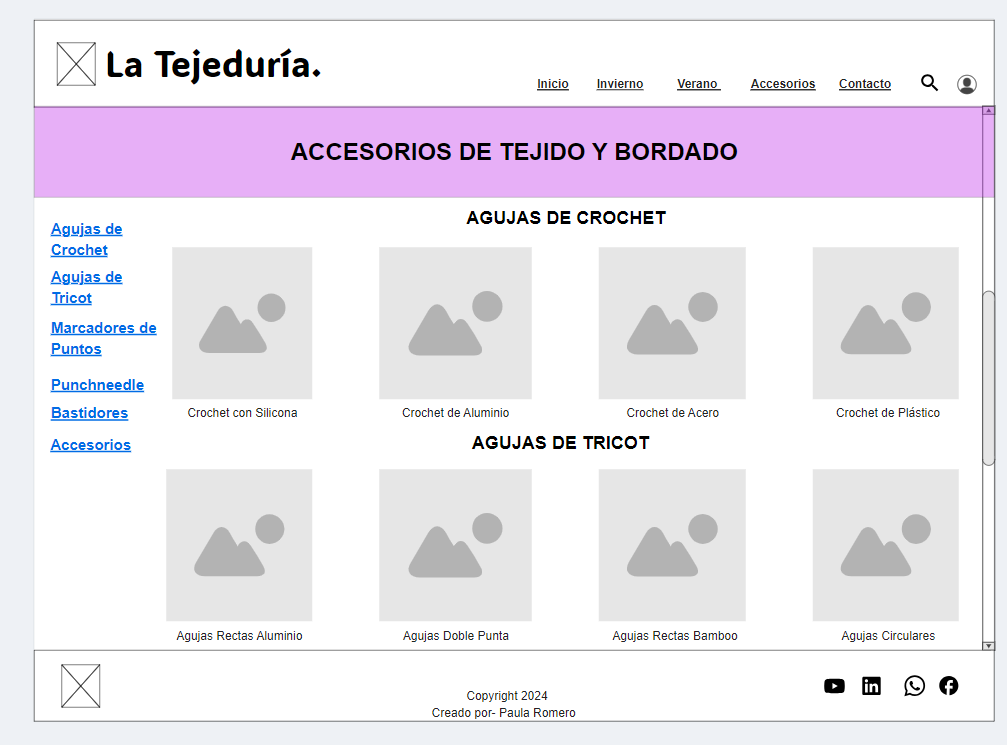 La Tejeduría.
Inicio Invierno Verano Accesorios Contacto
ACCESORIOS DE TEJIDO Y BORDADO
Agujas de
Crochet
Agujas de
Tricot
Marcadores de
Puntos
Punchneedle
Bastidores
Accesorios
AGUJAS DE CROCHET
Crochet con Silicona Crochet de Aluminio Crochet de Acero Crochet de Plástico
AGUJAS DE TRICOT
Agujas Rectas Aluminio Agujas Doble Punta Agujas Rectas Bamboo Agujas Circulares
Copyright 2024
Creado por- Paula Romero